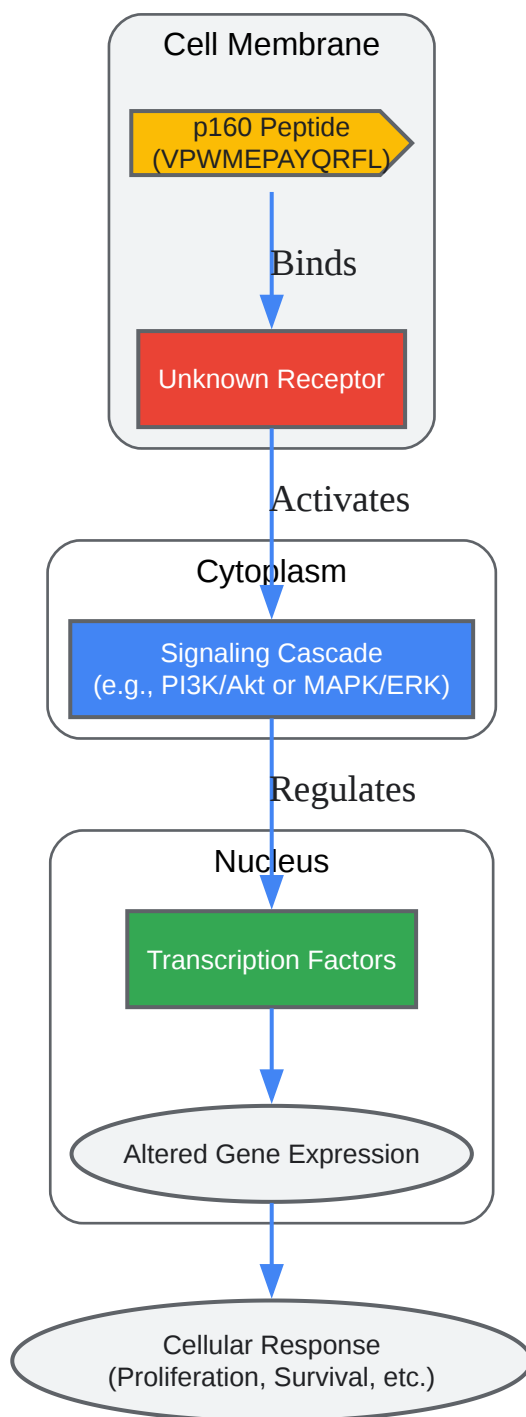 Cell Membrane
p160 Peptide
(VPWMEPAYQRFL)
Binds
Unknown Receptor
Activates
Cytoplasm
Signaling Cascade
(e.g., PI3K/Akt or MAPK/ERK)
Regulates
Nucleus
Transcription Factors
Altered Gene Expression
Cellular Response
(Proliferation, Survival, etc.)